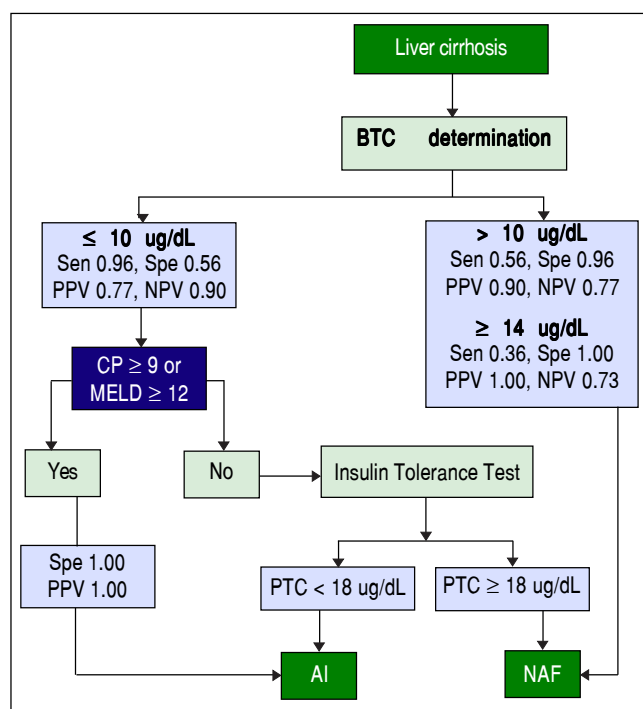 Liver cirrhosis
BTC determination
≤ 10 ug/dL
Sen 0.96, Spe 0.56
PPV 0.77, NPV 0.90
> 10 ug/dL
Sen 0.56, Spe 0.96
PPV 0.90, NPV 0.77
≥ 14 ug/dL
Sen 0.36, Spe 1.00
PPV 1.00, NPV 0.73
CP ≥ 9 or
MELD ≥ 12
Yes
No
Insulin Tolerance Test
Spe 1.00
PPV 1.00
PTC < 18 ug/dL
PTC ≥ 18 ug/dL
AI
NAF